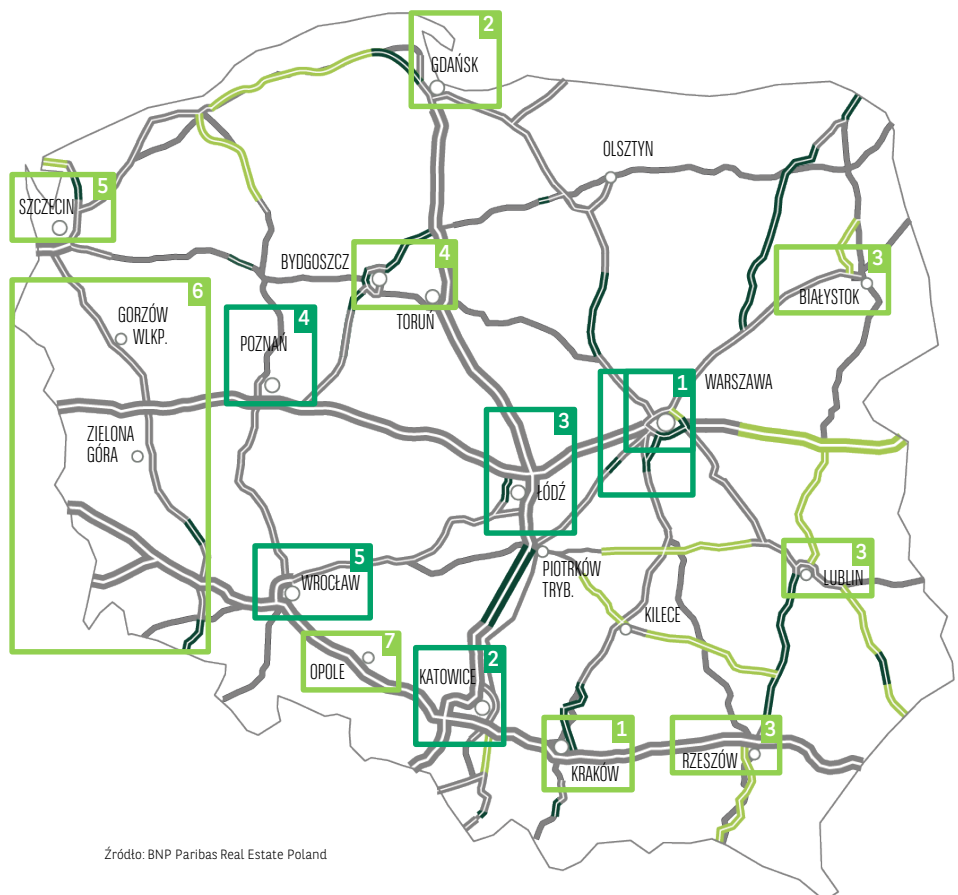 2
GDAŃSK
OLSZTYN
5
SZCZECIN
BYDGOSZCZ
4
TORUŃ
3
BIAŁYSTOK
6
GORZÓW
WLKP.
4
POZNAŃ
1
WARSZAWA
ZIELONA
GÓRA
3
ŁÓDŹ
5
WROCŁAW
PIOTRKÓW
TRYB.
3
LUBLIN
KILECE
7
OPOLE
2
KATOWICE
1
KRAKÓW
3
RZESZÓW
Źródło: BNP Paribas Real Estate Poland